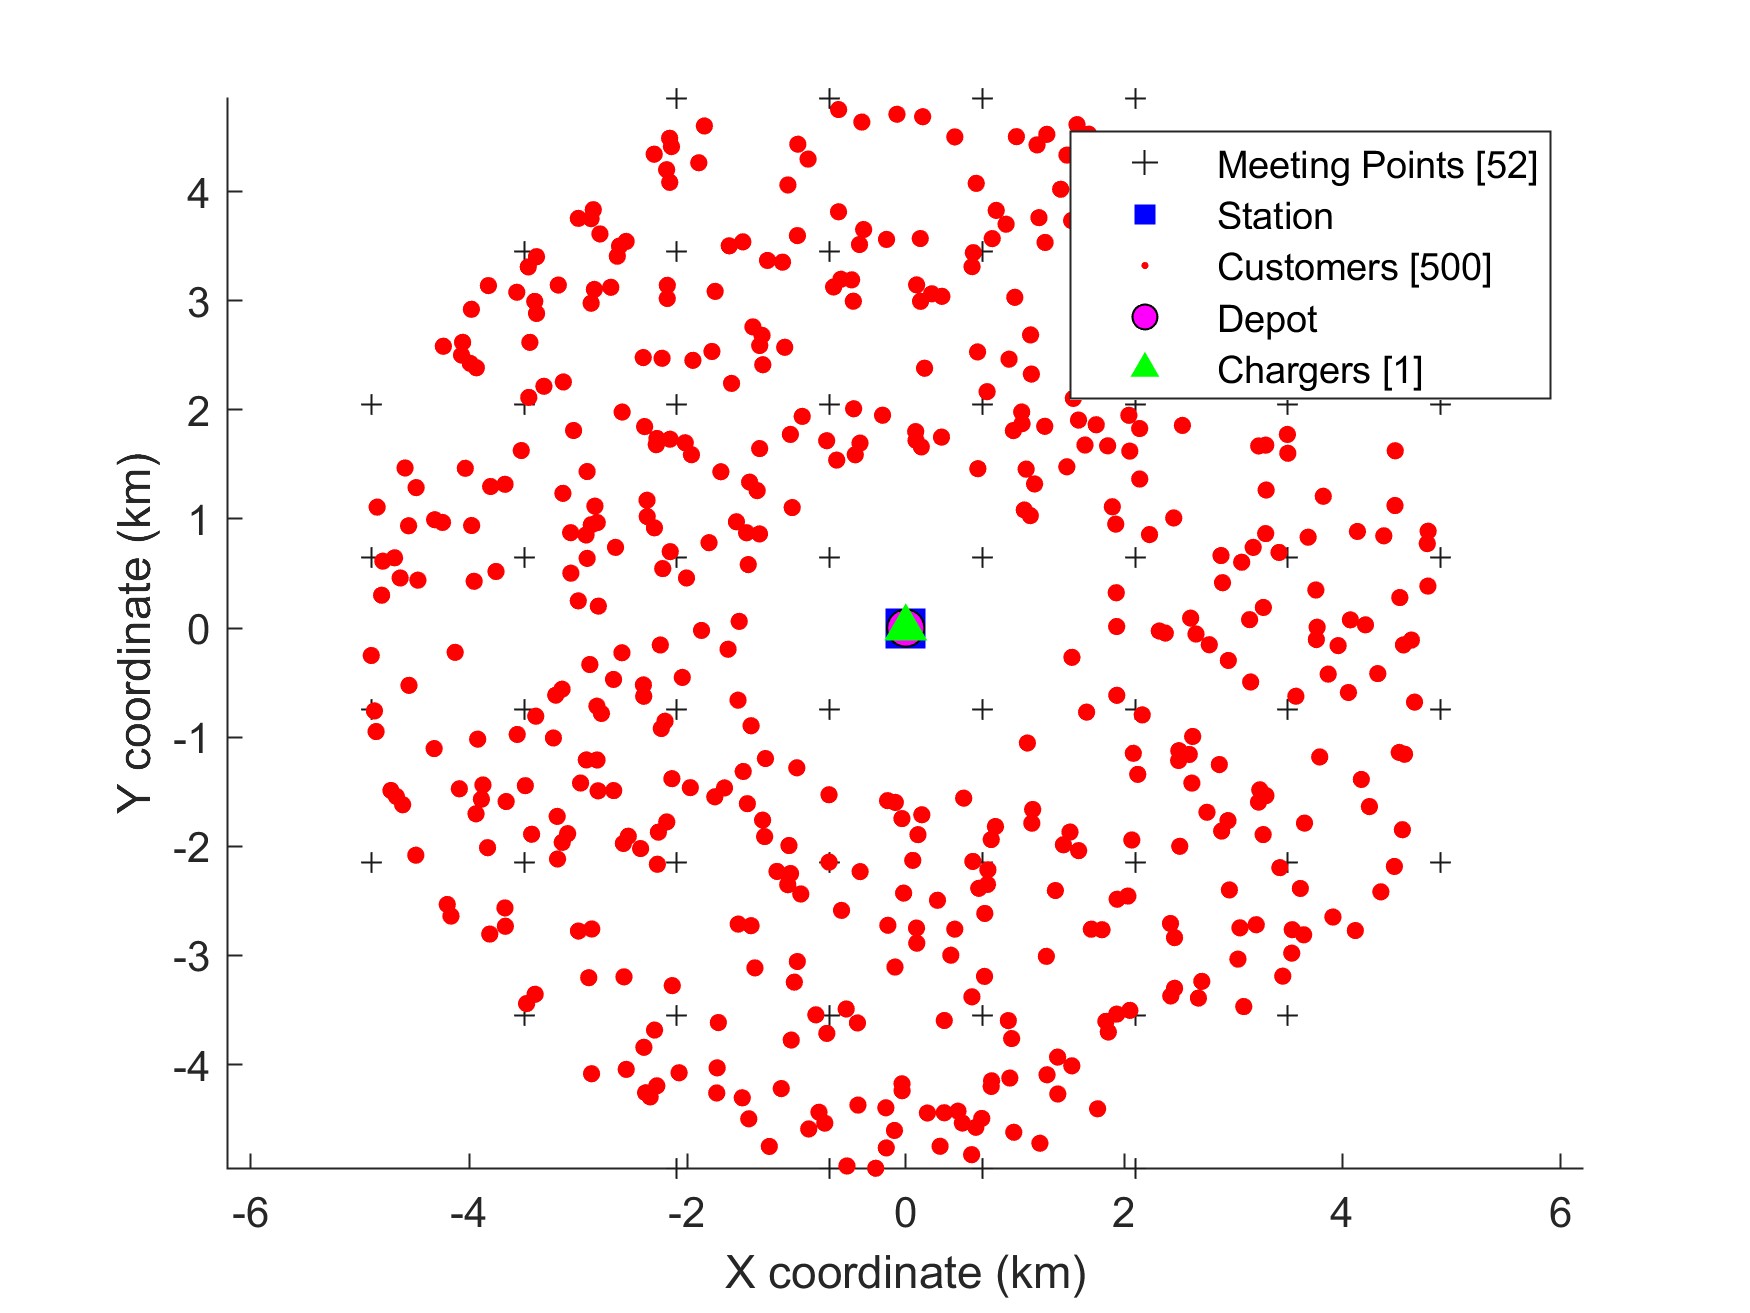 Meeting Points [52]
Station
Customers [500]
Depot
Chargers [1]
4
3
2
1
0
-1
-2
-3
-4
Y coordinate (km)
-6 -4 -2 0 2 4 6
X coordinate (km)